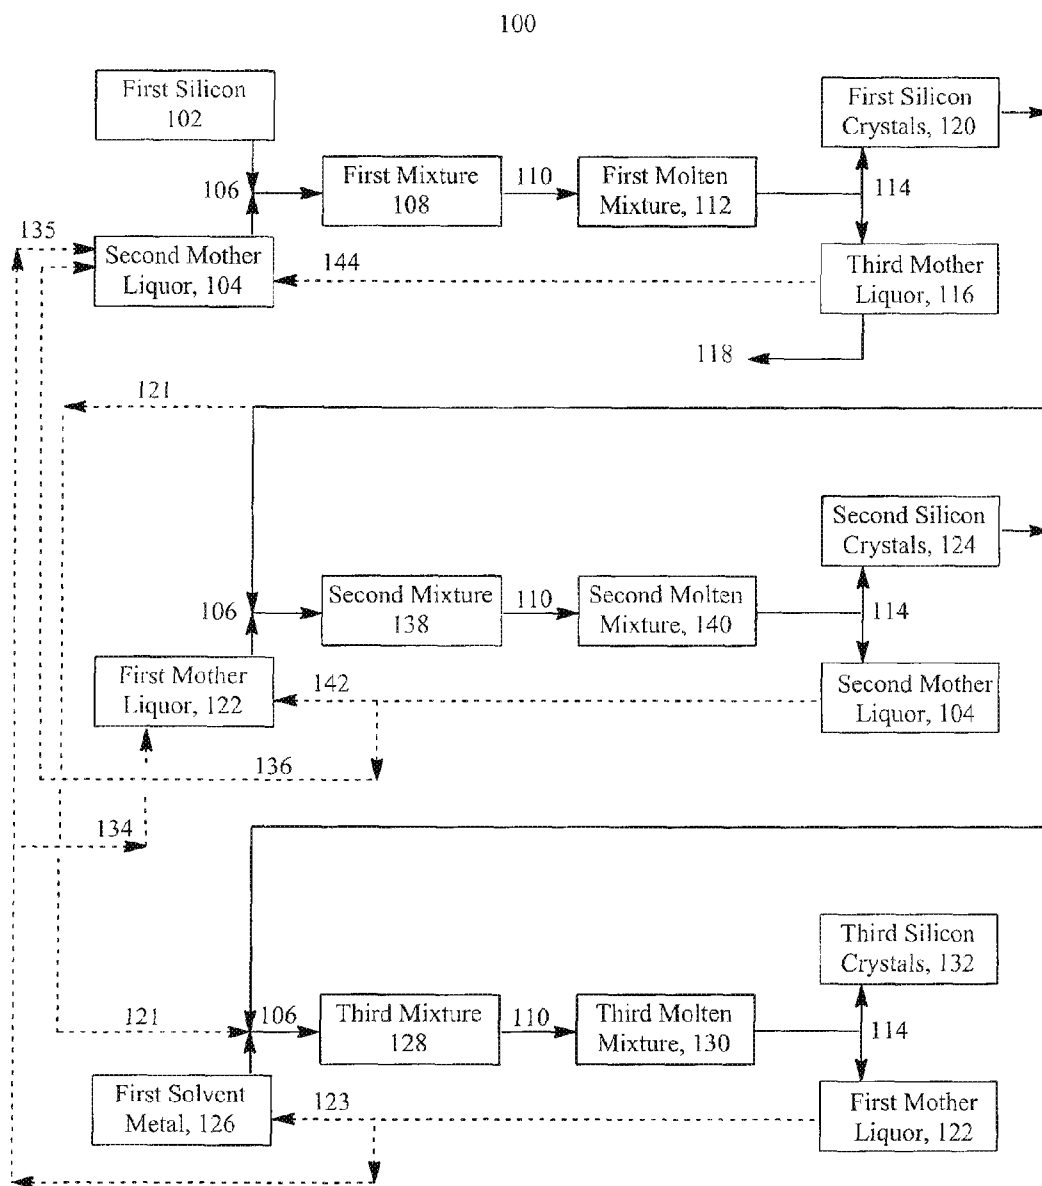 100
First Silicon
102
106
First Mixture
108
110
First Molten
Mixture, 112
114
First Silicon
Crystals, 120
135
Second Mother
Liquor, 104
144
Third Mother
Liquor, 116
118
121
Second Silicon
Crystals, 124
106
Second Mixture
138
110
Second Molten
Mixture, 140
114
First Mother
Liquor, 122
142
Second Mother
Liquor, 104
136
134
Third Silicon
Crystals, 132
121
106
Third Mixture
128
110
Third Molten
Mixture, 130
114
First Solvent
Metal, 126
123
First Mother
Liquor, 122